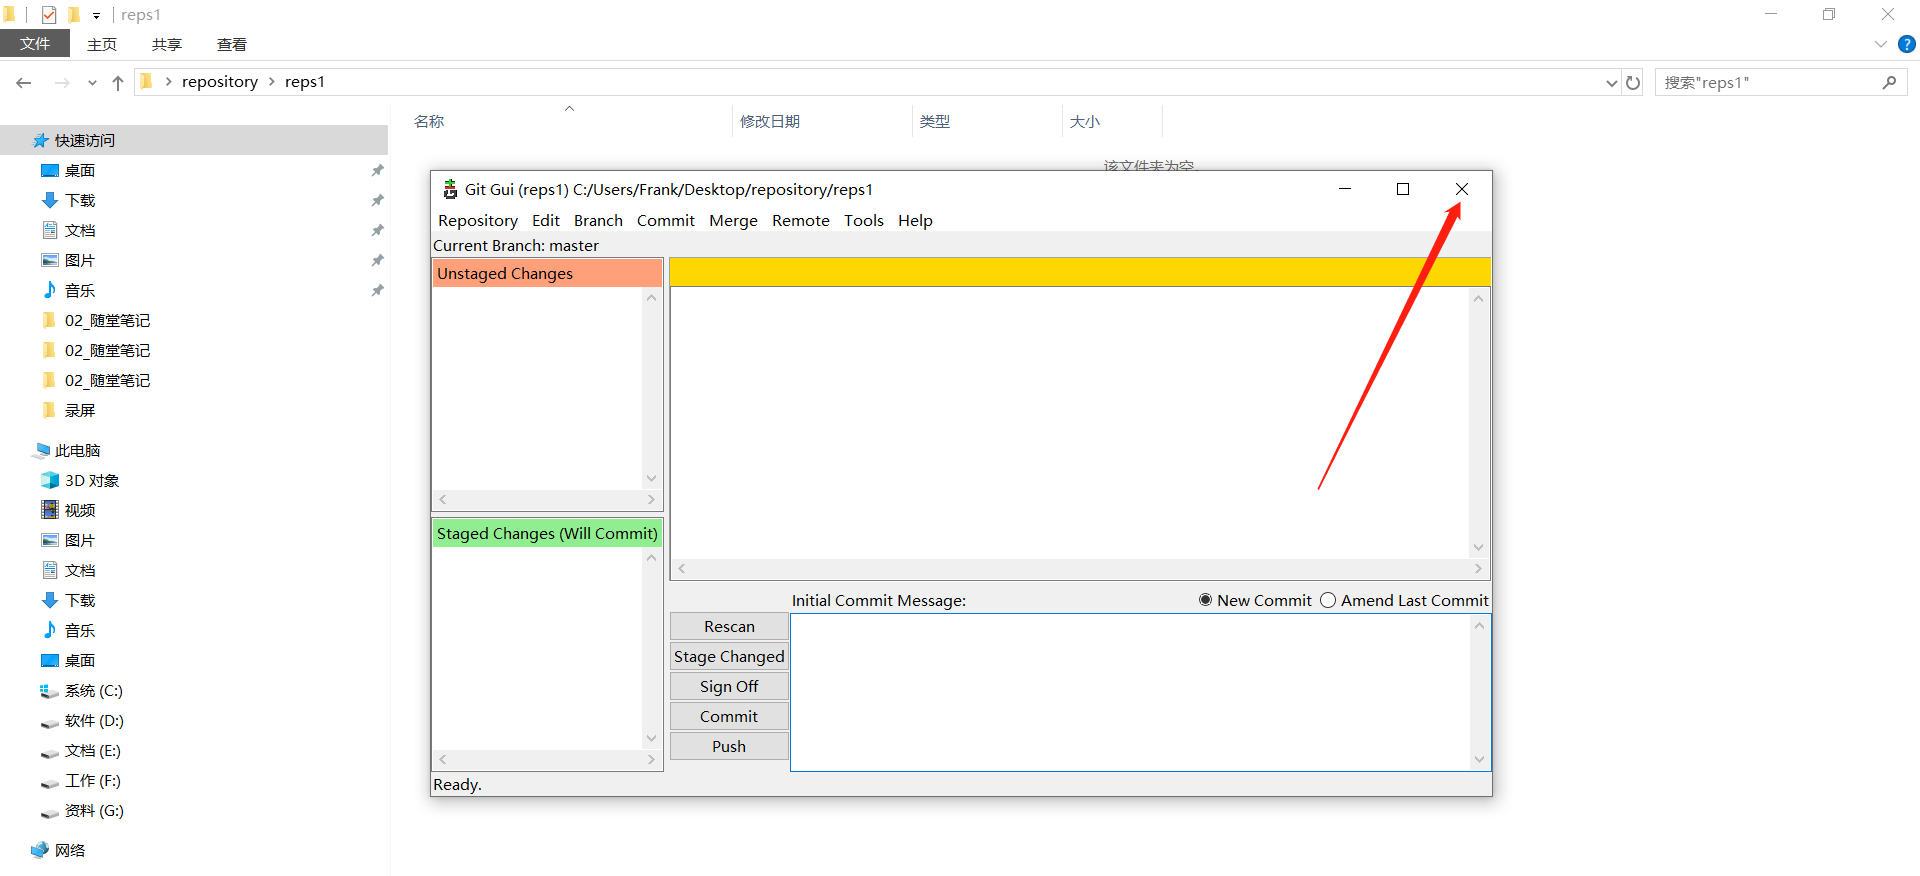 reps1
文件 主页 共享 查看
repository reps1 搜索"reps1"
名称 修改日期 类型 大小
该文件夹为空。
快速访问
桌面
下载
文档
图片
音乐
02_随堂笔记
02_随堂笔记
02_随堂笔记
录屏
此电脑
3D 对象
视频
图片
文档
下载
音乐
桌面
系统 (C:)
软件 (D:)
文档 (E:)
工作 (F:)
资料 (G:)
网络
Git Gui (reps1) C:/Users/Frank/Desktop/repository/reps1
Repository Edit Branch Commit Merge Remote Tools Help
Current Branch: master
Unstaged Changes
Staged Changes (Will Commit)
Initial Commit Message: New Commit Amend Last Commit
Rescan
Stage Changed
Sign Off
Commit
Push
Ready.